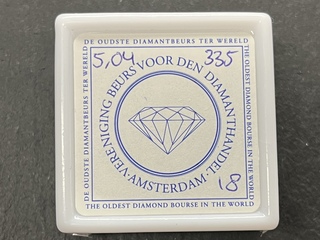 DE OUDSTE DIAMANTBEURS TER WERELD
5,04 335
DE OUDSTE DIAMANTBEURS TER WERELD
VERENIGING BEURS VOOR DEN DIAMANTHANDEL
·AMSTERDAM·
THE OLDEST DIAMOND BOURSE IN THE WORLD
18
THE OLDEST DIAMOND BOURSE IN THE WORLD